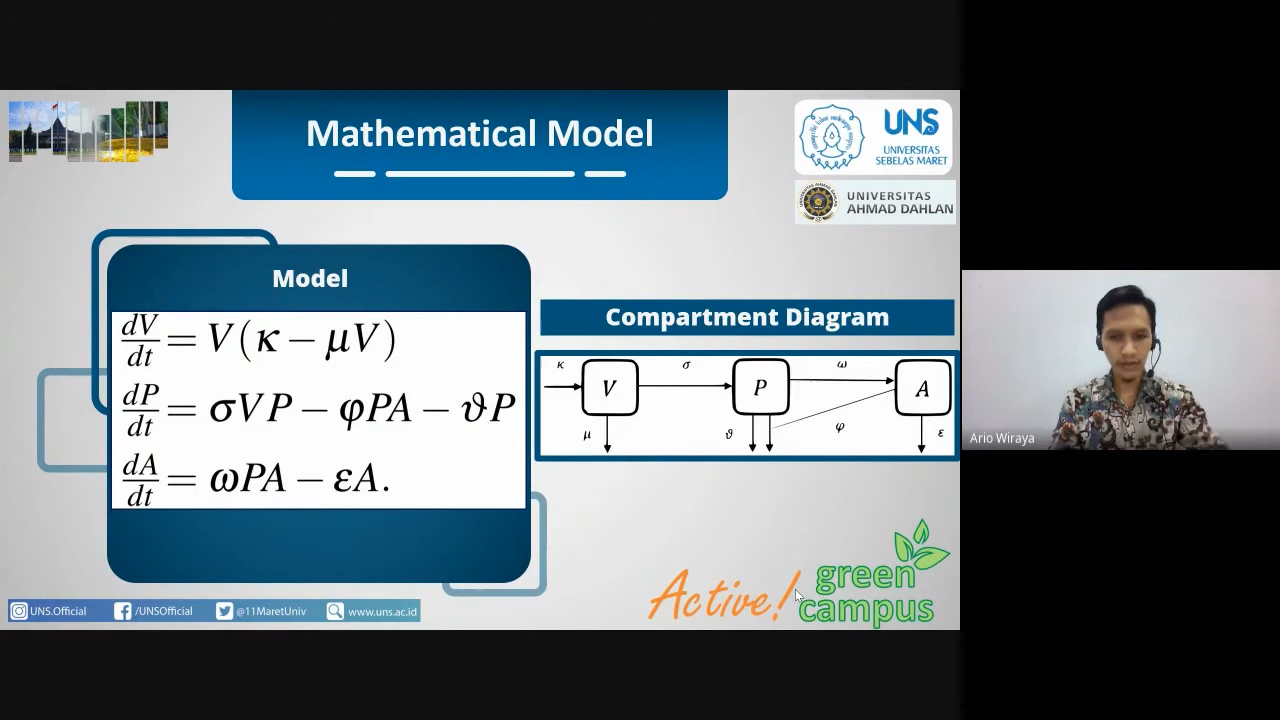 Mathematical Model
UNS
UNIVERSITAS
SEBELAS MARET
UNIVERSITAS
AHMAD DAHLAN
Model
dV/dt = V(κ − μV)
dP/dt = σVP − φPA − ϑP
dA/dt = ωPA − εA.
Compartment Diagram
κ
V
σ
P
ω
A
μ
ϑ
φ
ε
Ario Wiraya
Active!
green
campus
UNS.Official
/UNSOfficial
@11MaretUniv
www.uns.ac.id